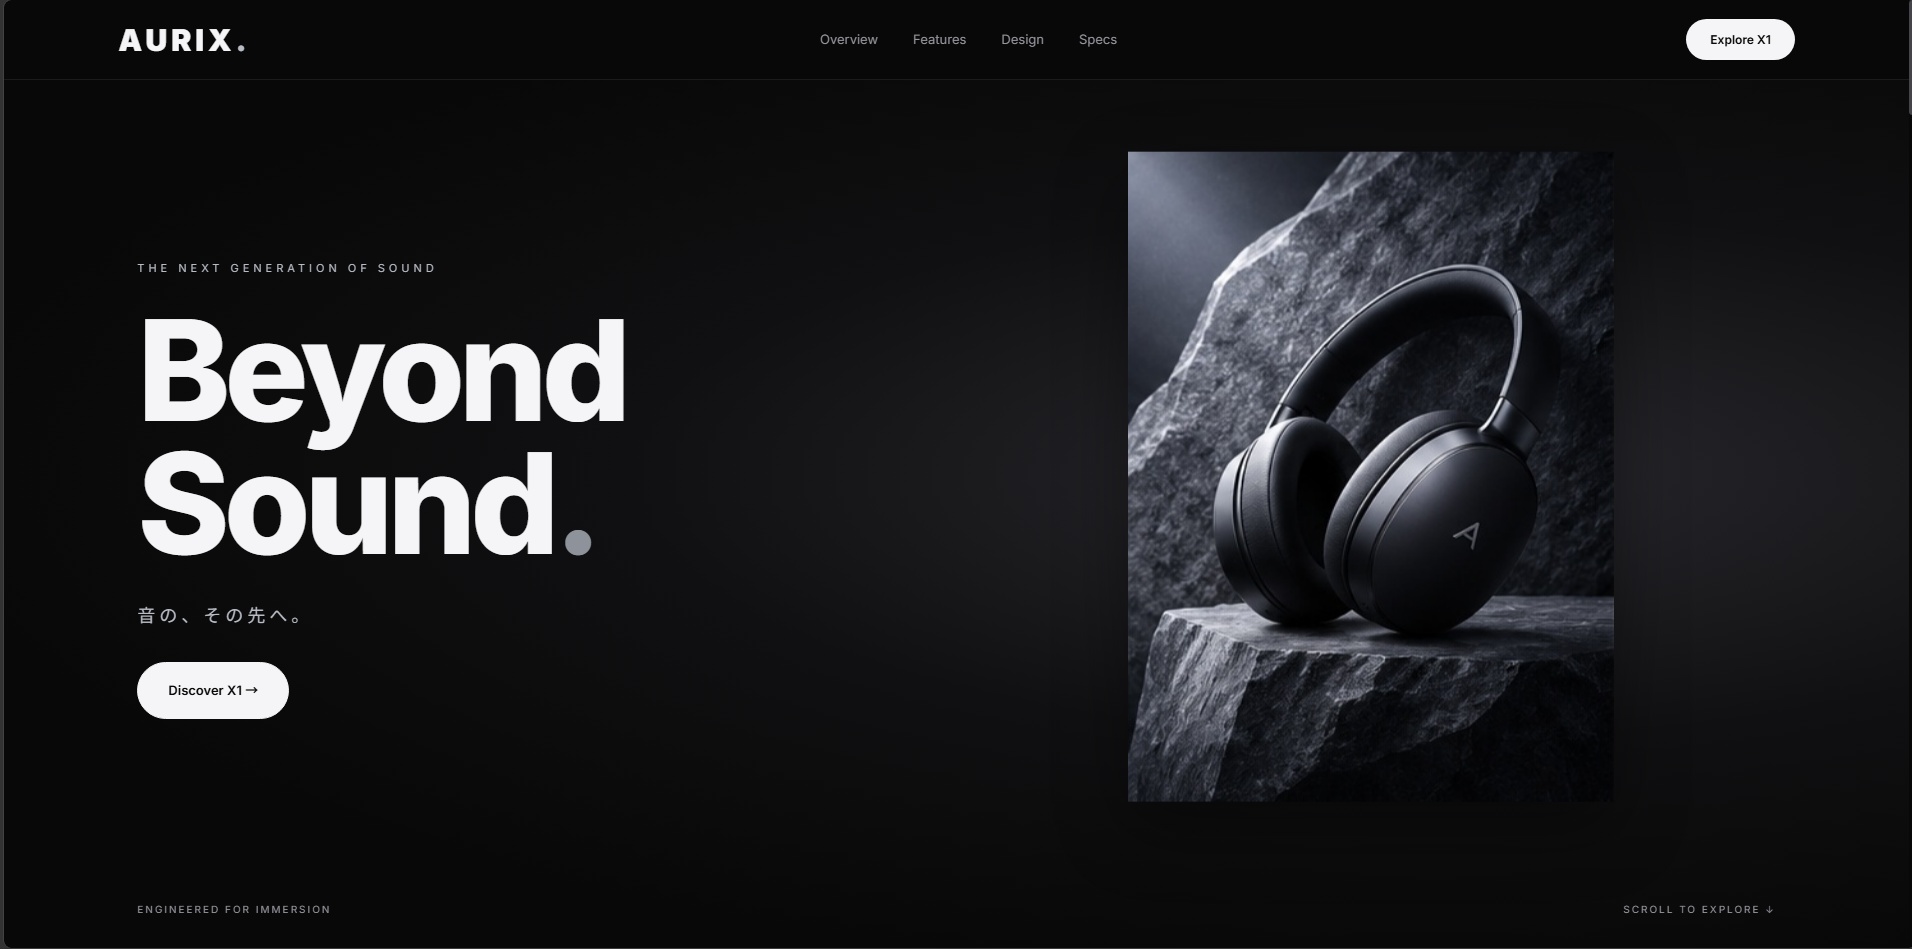 AURIX.
Overview
Features
Design
Specs
Explore X1
THE NEXT GENERATION OF SOUND
Beyond
Sound.
音の、その先へ。
Discover X1 →
A
ENGINEERED FOR IMMERSION
SCROLL TO EXPLORE ↓